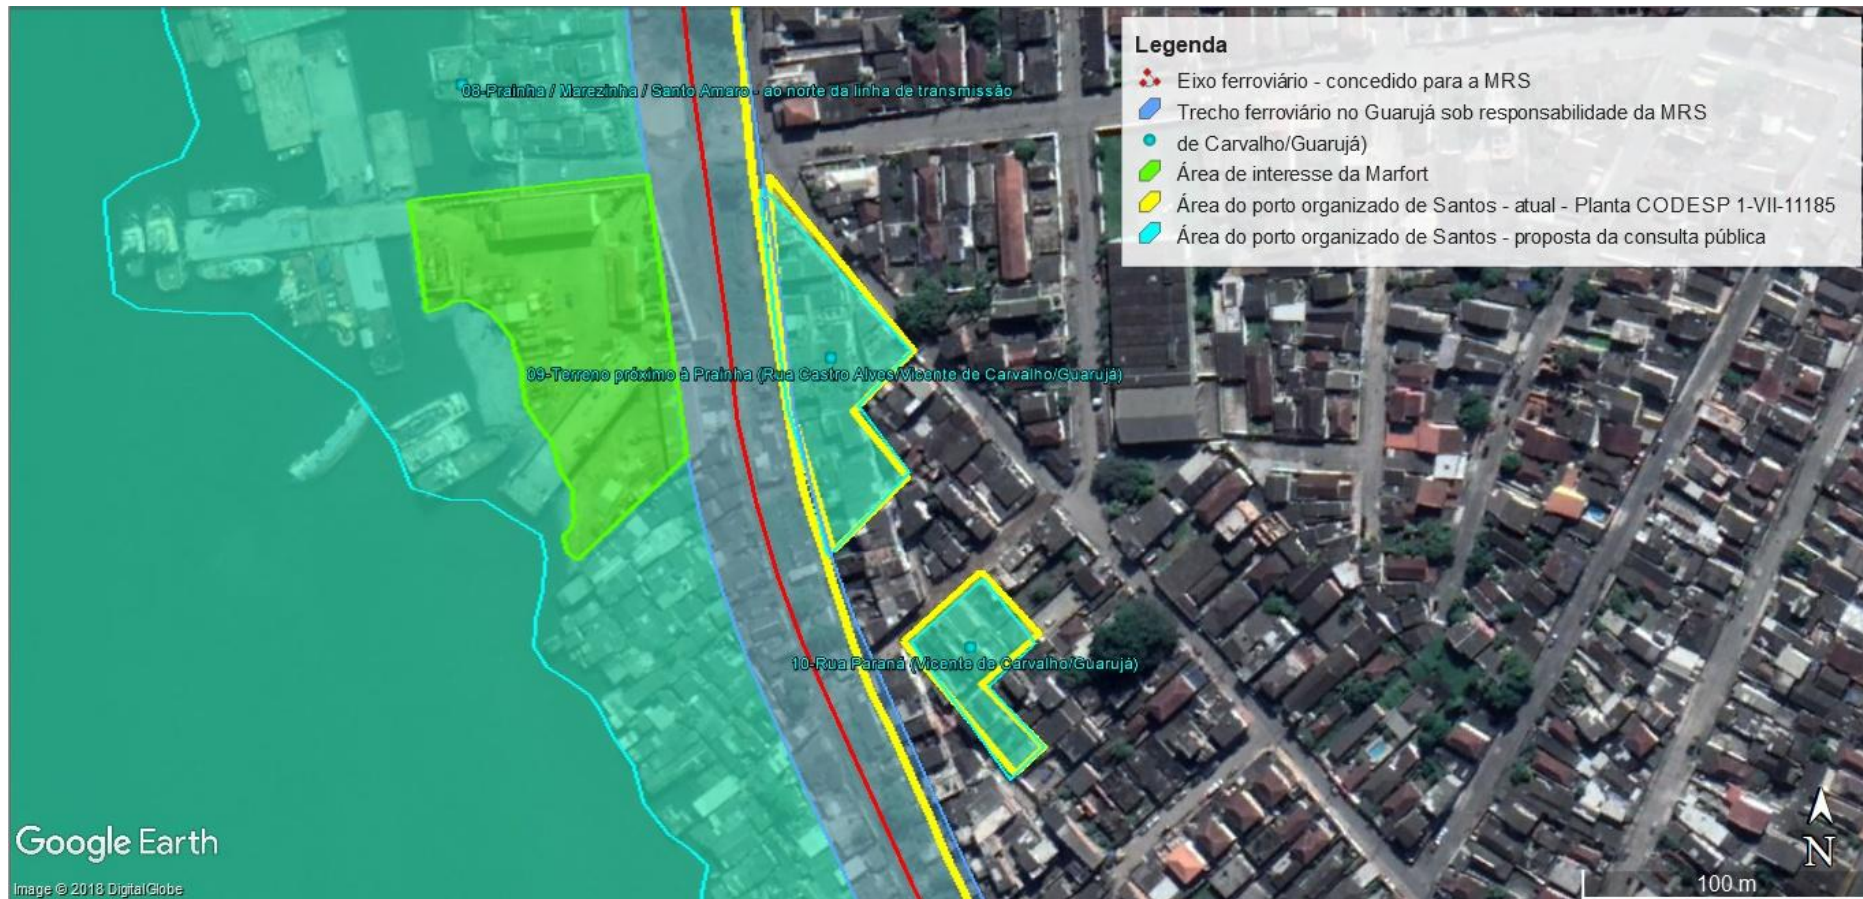 Legenda
Eixo ferroviário - concedido para a MRS
Trecho ferroviário no Guarujá sob responsabilidade da MRS
de Carvalho/Guarujá)
Área de interesse da Marfort
Área do porto organizado de Santos - atual - Planta CODESP 1-VII-11185
Área do porto organizado de Santos - proposta da consulta pública
08-Prainha / Marezinha / Santo Amaro - ao norte da linha de transmissão
09-Terreno próximo à Prainha (Rua Castro Alves/Vicente de Carvalho/Guarujá)
10-Rua Paraná (Vicente de Carvalho/Guarujá)
Google Earth
Image © 2018 DigitalGlobe
N
100 m